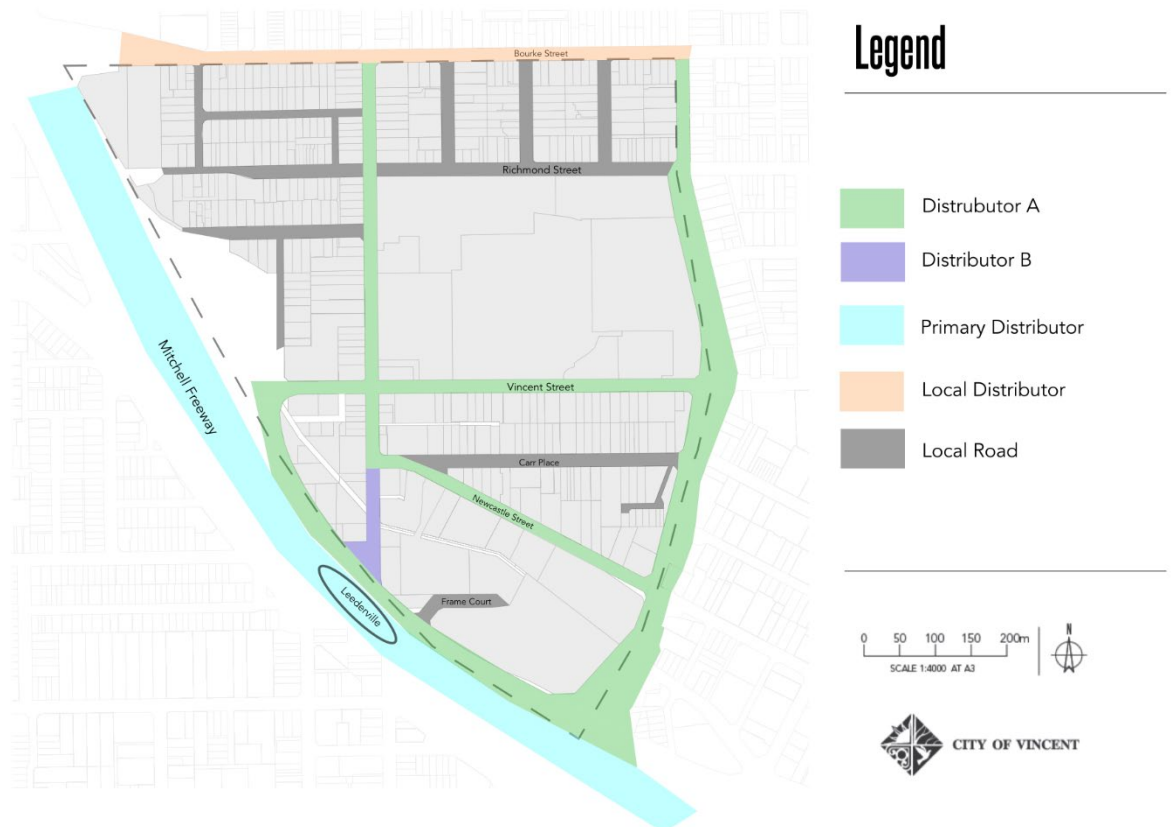 Bourke Street
Richmond Street
Mitchell Freeway
Vincent Street
Carr Place
Newcastle Street
Frame Court
Leederville
Legend
Distrubutor A
Distributor B
Primary Distributor
Local Distributor
Local Road
0 50 100 150 200m
SCALE 1:4000 AT A3
N
CITY OF VINCENT